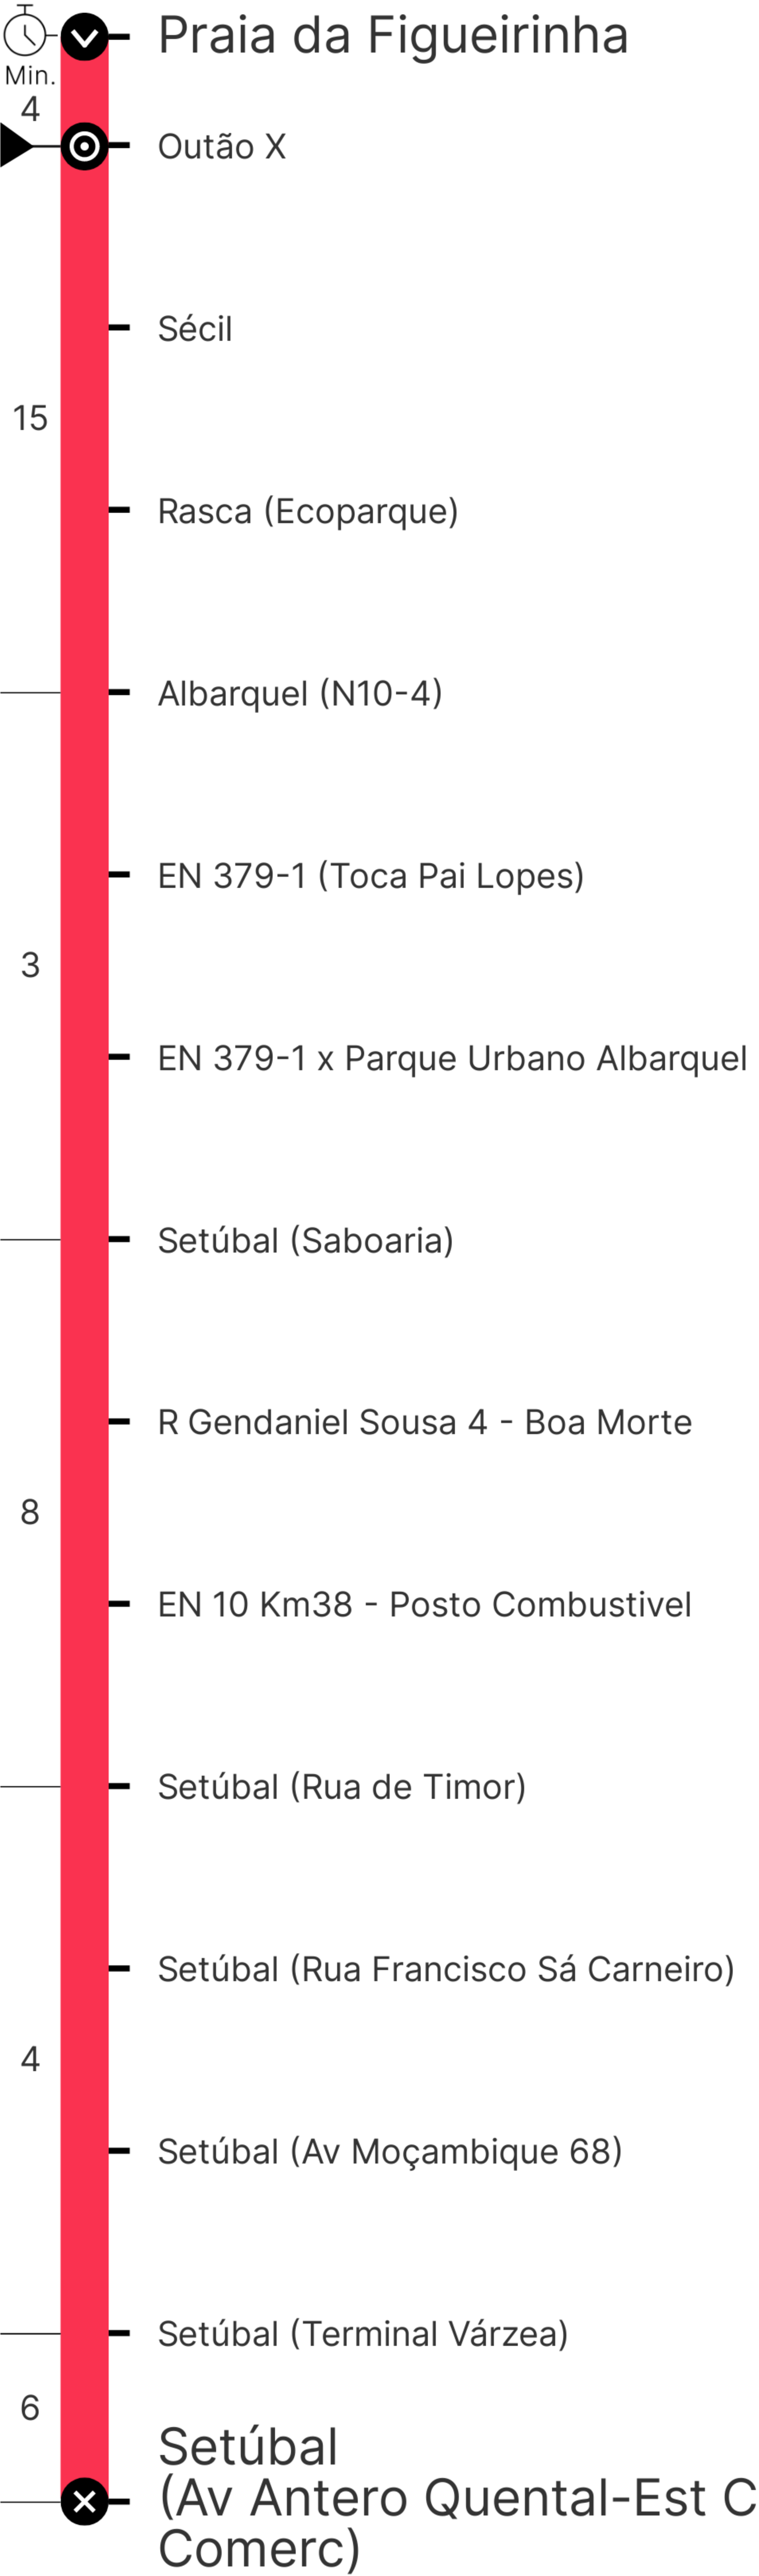 Praia da Figueirinha
Min.
4
Outão X
Sécil
15
Rasca (Ecoparque)
Albarquel (N10-4)
EN 379-1 (Toca Pai Lopes)
3
EN 379-1 x Parque Urbano Albarquel
Setúbal (Saboaria)
R Gendaniel Sousa 4 - Boa Morte
8
EN 10 Km38 - Posto Combustivel
Setúbal (Rua de Timor)
Setúbal (Rua Francisco Sá Carneiro)
4
Setúbal (Av Moçambique 68)
Setúbal (Terminal Várzea)
6
Setúbal
(Av Antero Quental-Est C
Comerc)